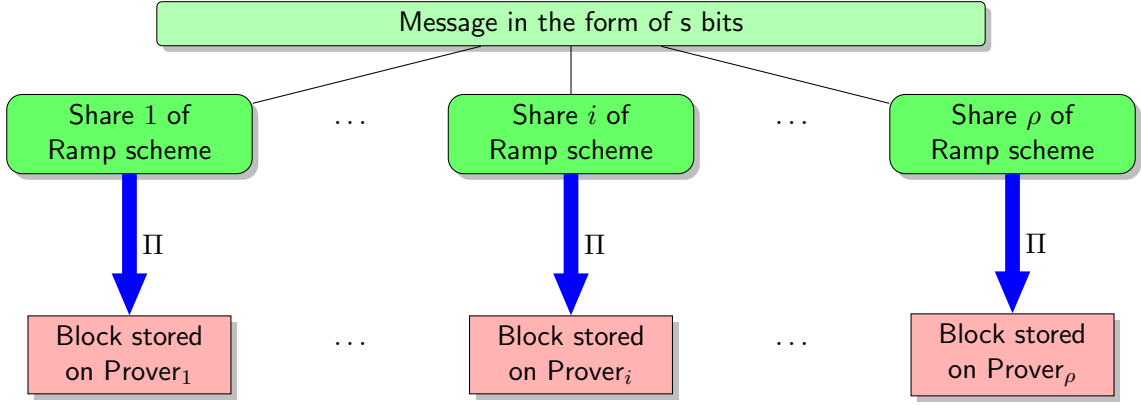 Message in the form of s bits
Share 1 of
Ramp scheme
...
Share i of
Ramp scheme
...
Share ρ of
Ramp scheme
Π
Π
Π
Block stored
on Prover₁
...
Block stored
on Proverᵢ
...
Block stored
on Proverᵨ